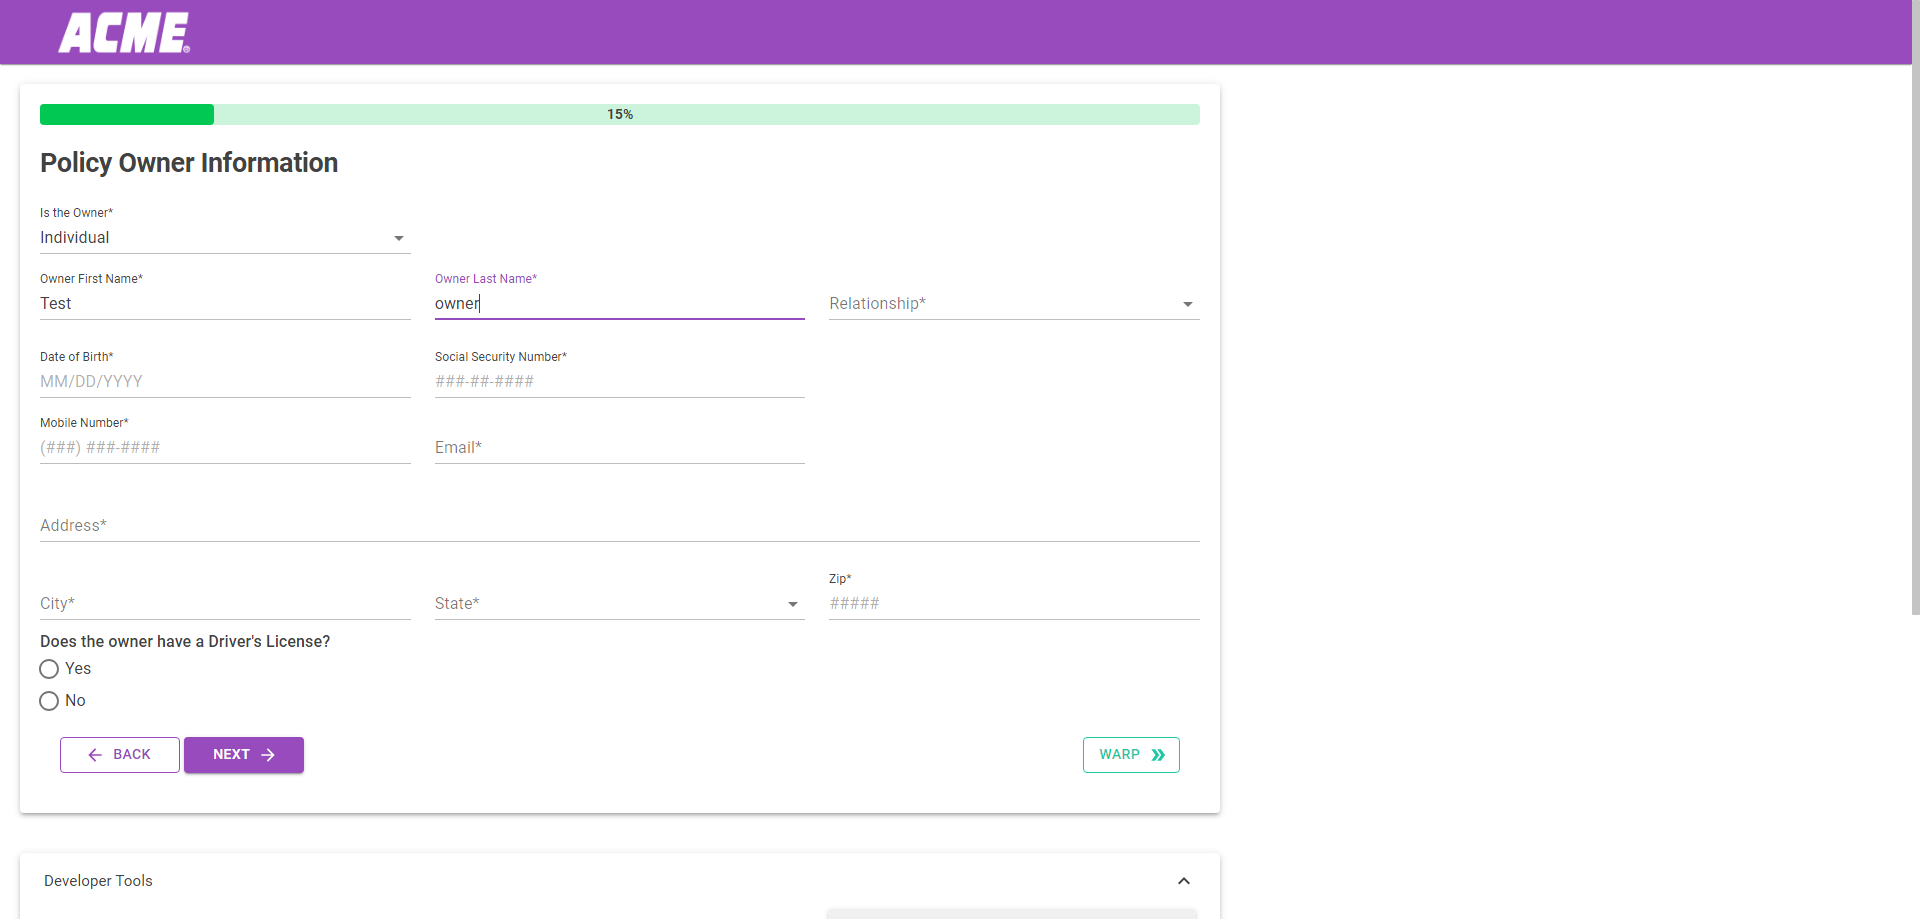 ACME®
15%
Policy Owner Information
Is the Owner*
Individual
Owner First Name* Owner Last Name*
Test owner Relationship*
Date of Birth* Social Security Number*
MM/DD/YYYY ###-##-####
Mobile Number*
(###) ###-#### Email*
Address*
Zip*
City* State* #####
Does the owner have a Driver's License?
Yes
No
BACK NEXT WARP
Developer Tools